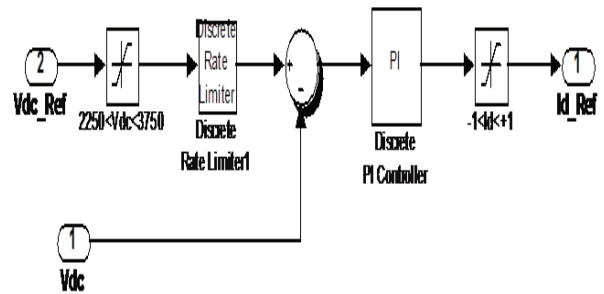 2
Vdc_Ref
2250<Vdc<3750
Discrete
Rate
Limiter
Discrete
Rate Limiter1
+
-
PI
Discrete
PI Controller
-1<Id<+1
1
Id_Ref
1
Vdc